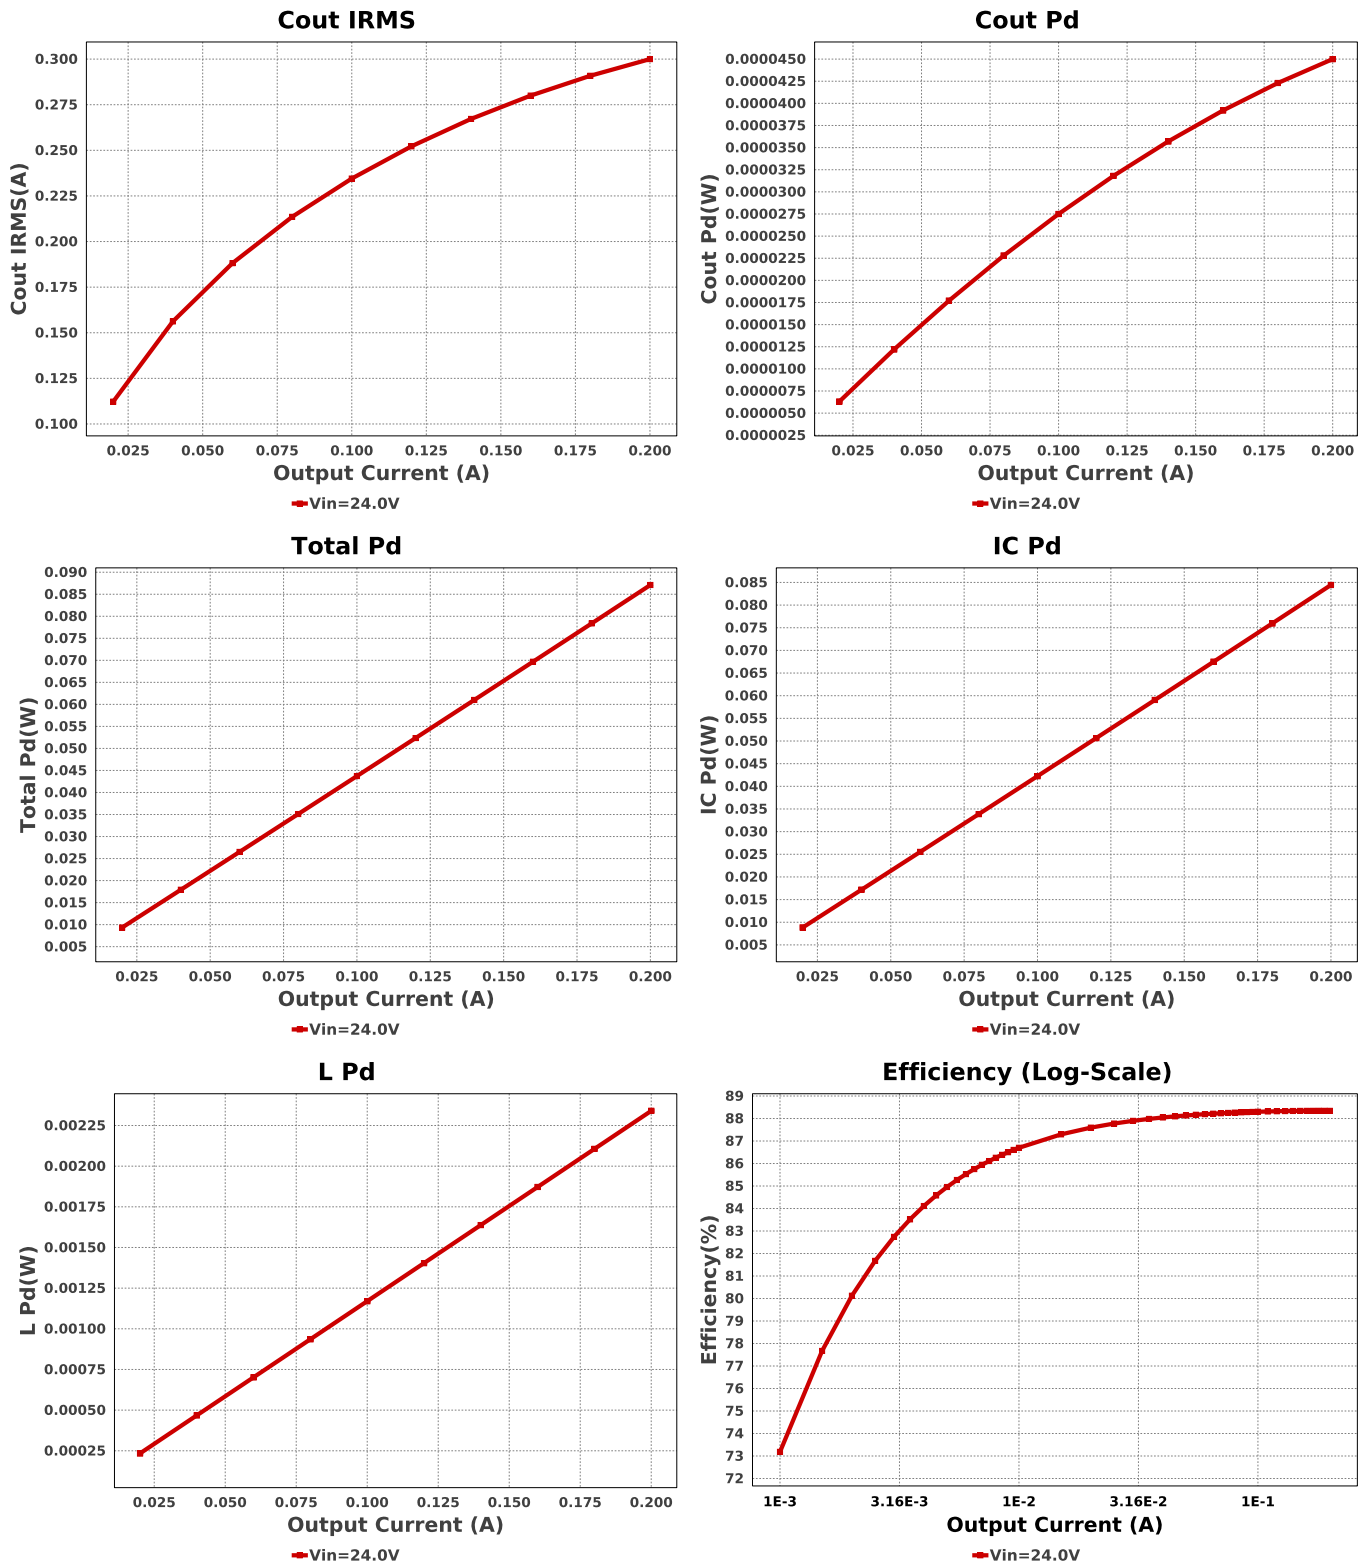 Cout IRMS
Cout IRMS(A)
0.300
0.275
0.250
0.225
0.200
0.175
0.150
0.125
0.100
0.025 0.050 0.075 0.100 0.125 0.150 0.175 0.200
Output Current (A)
Vin=24.0V
Cout Pd
Cout Pd(W)
0.0000450
0.0000425
0.0000400
0.0000375
0.0000350
0.0000325
0.0000300
0.0000275
0.0000250
0.0000225
0.0000200
0.0000175
0.0000150
0.0000125
0.0000100
0.0000075
0.0000050
0.0000025
0.025 0.050 0.075 0.100 0.125 0.150 0.175 0.200
Output Current (A)
Vin=24.0V
Total Pd
Total Pd(W)
0.090
0.085
0.080
0.075
0.070
0.065
0.060
0.055
0.050
0.045
0.040
0.035
0.030
0.025
0.020
0.015
0.010
0.005
0.025 0.050 0.075 0.100 0.125 0.150 0.175 0.200
Output Current (A)
Vin=24.0V
IC Pd
IC Pd(W)
0.085
0.080
0.075
0.070
0.065
0.060
0.055
0.050
0.045
0.040
0.035
0.030
0.025
0.020
0.015
0.010
0.005
0.025 0.050 0.075 0.100 0.125 0.150 0.175 0.200
Output Current (A)
Vin=24.0V
L Pd
L Pd(W)
0.00225
0.00200
0.00175
0.00150
0.00125
0.00100
0.00075
0.00050
0.00025
0.025 0.050 0.075 0.100 0.125 0.150 0.175 0.200
Output Current (A)
Vin=24.0V
Efficiency (Log-Scale)
Efficiency(%)
89
88
87
86
85
84
83
82
81
80
79
78
77
76
75
74
73
72
1E-3 3.16E-3 1E-2 3.16E-2 1E-1
Output Current (A)
Vin=24.0V